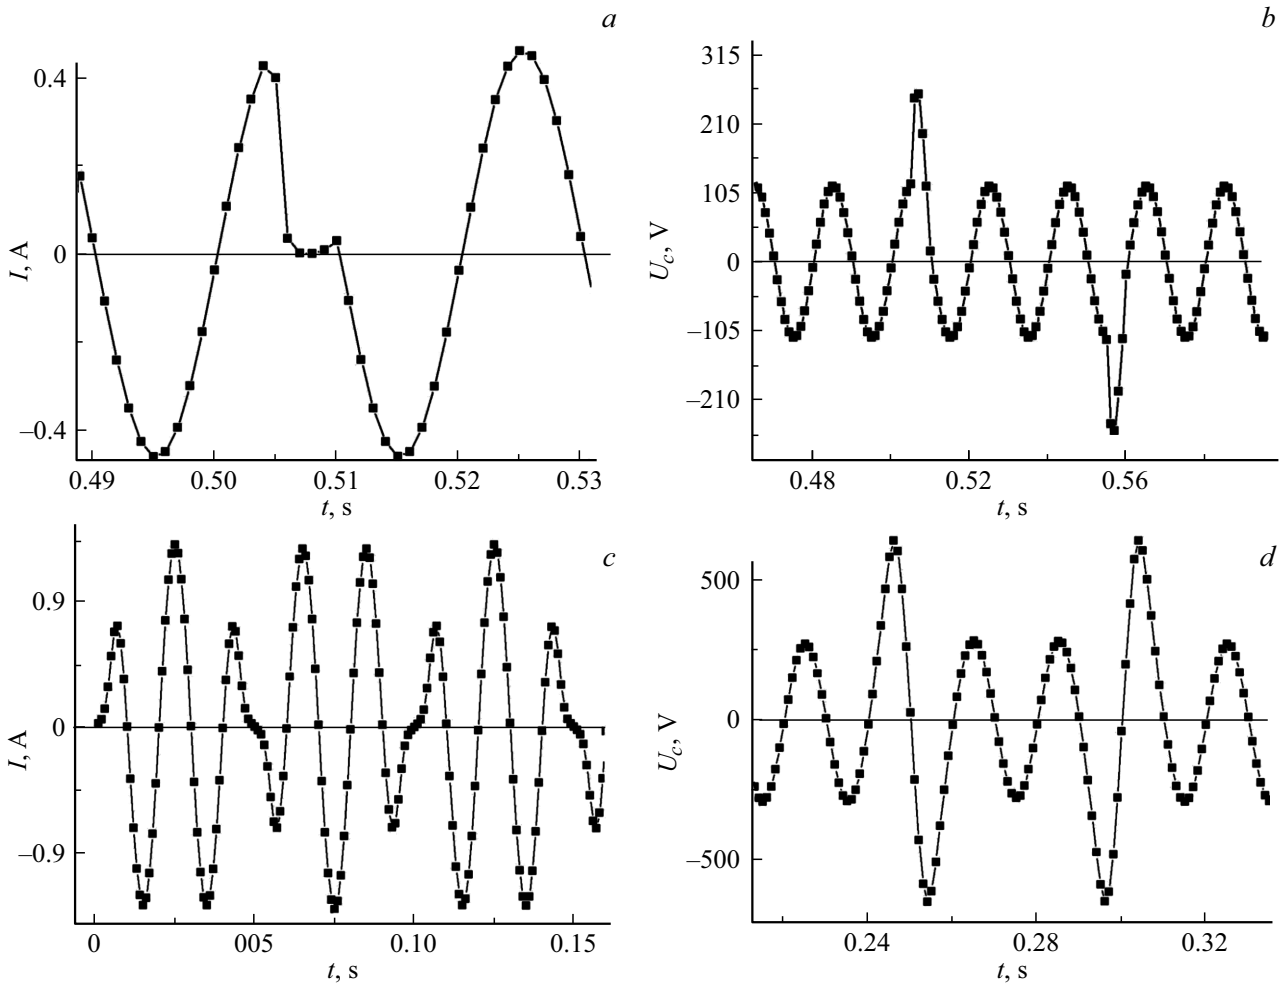 a
0.4
0
–0.4
I, A
0.49 0.50 0.51 0.52 0.53
t, s
b
315
210
105
0
–105
–210
U_c, V
0.48 0.52 0.56
t, s
c
0.9
0
–0.9
I, A
0 005 0.10 0.15
t, s
d
500
0
–500
U_c, V
0.24 0.28 0.32
t, s